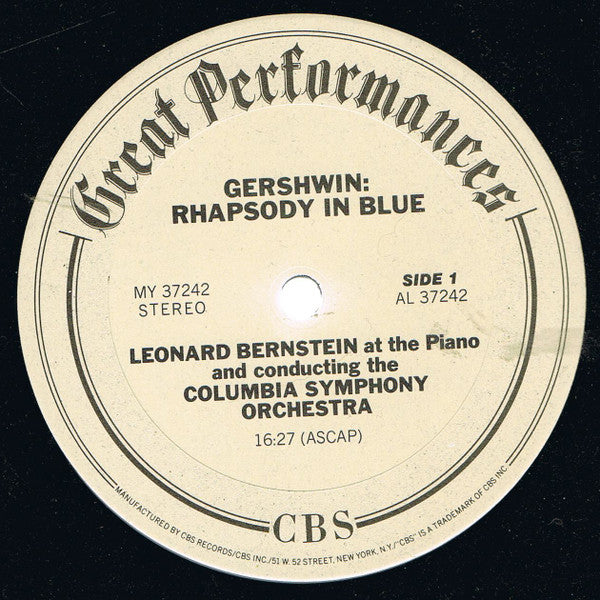 Great Performances
GERSHWIN:
RHAPSODY IN BLUE
MY 37242
STEREO
SIDE 1
AL 37242
LEONARD BERNSTEIN at the Piano
and conducting the
COLUMBIA SYMPHONY
ORCHESTRA
16:27 (ASCAP)
CBS
MANUFACTURED BY CBS RECORDS/CBS INC./51 W. 52 STREET, NEW YORK, N.Y./"CBS" IS A TRADEMARK OF CBS INC